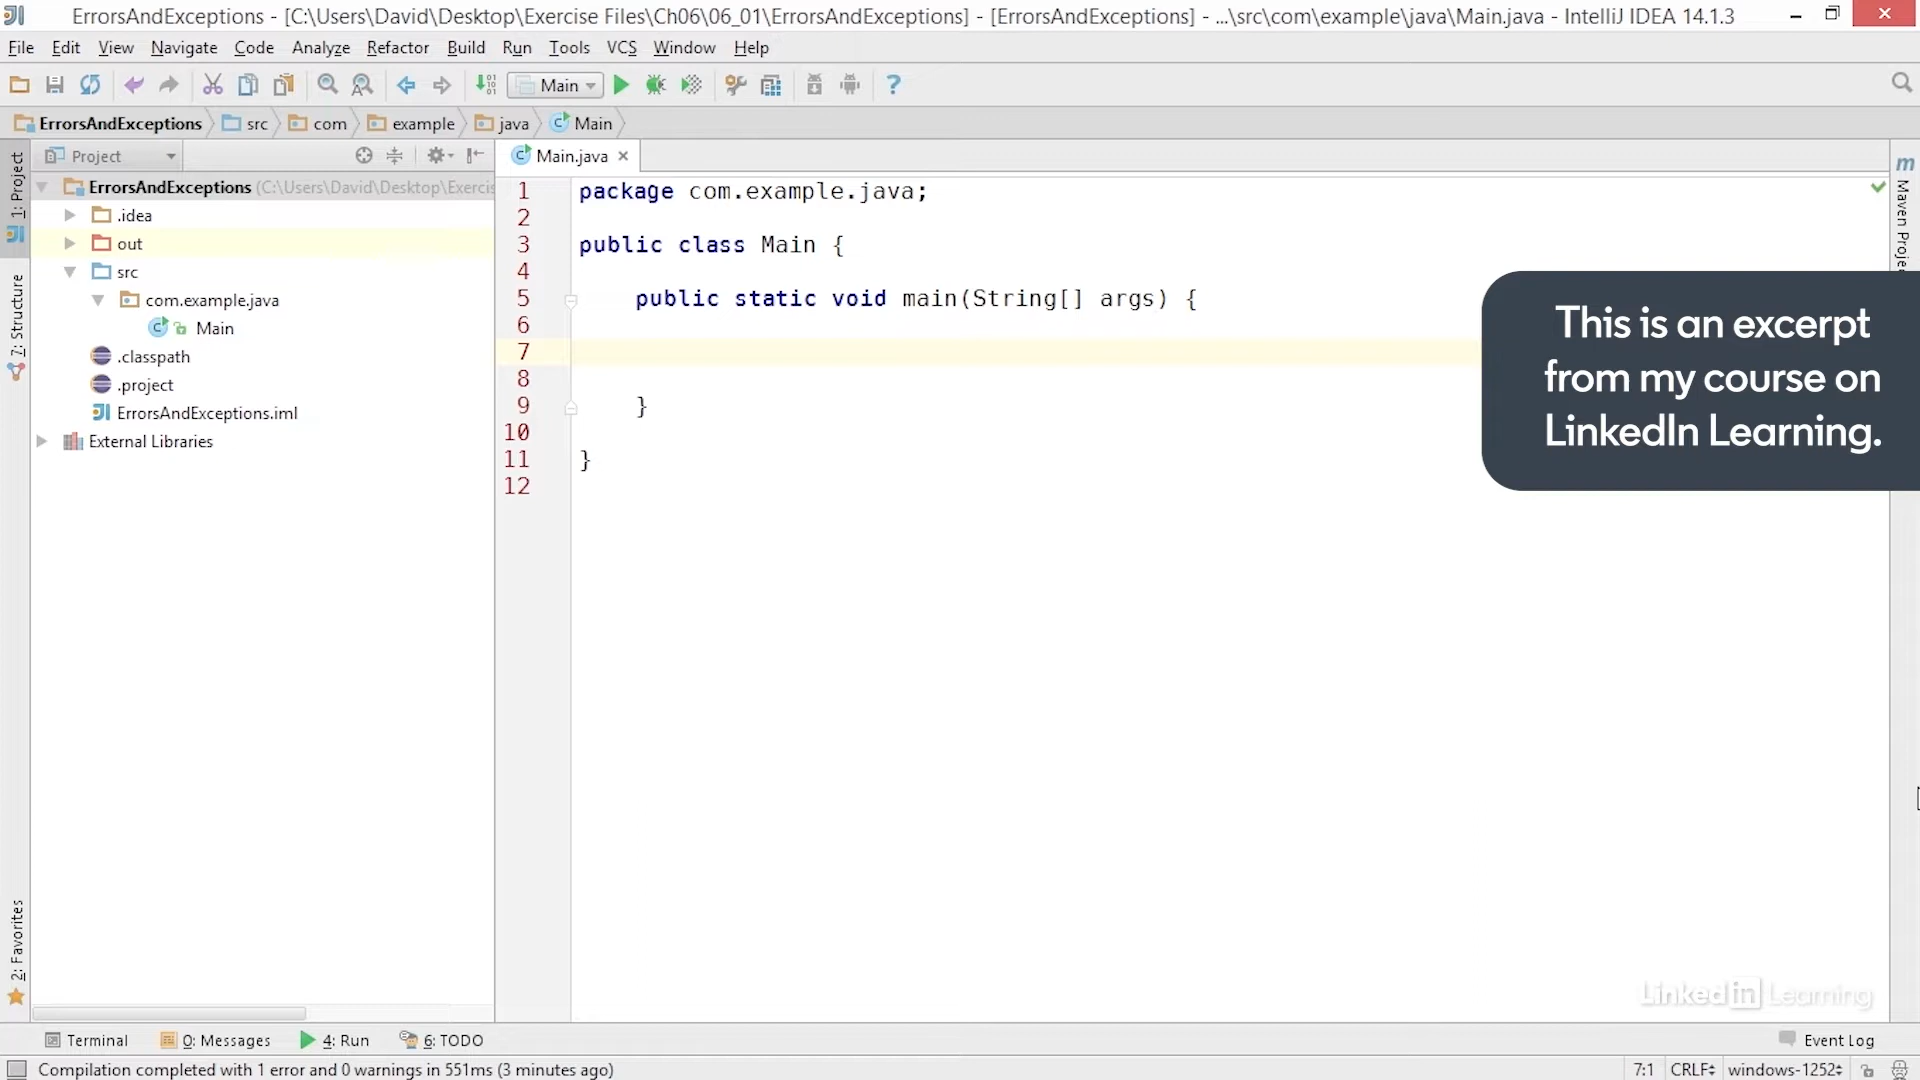 ErrorsAndExceptions - [C:\Users\David\Desktop\Exercise Files\Ch06\06_01\ErrorsAndExceptions] - [ErrorsAndExceptions] - ...\src\com\example\java\Main.java - IntelliJ IDEA 14.1.3
File Edit View Navigate Code Analyze Refactor Build Run Tools VCS Window Help
Main
ErrorsAndExceptions src com example java Main
1: Project
Project
Main.java
ErrorsAndExceptions (C:\Users\David\Desktop\Exercis
.idea
out
src
com.example.java
Main
.classpath
.project
ErrorsAndExceptions.iml
External Libraries
7: Structure
2: Favorites
1 package com.example.java;
2
3 public class Main {
4
5 public static void main(String[] args) {
6
7
8
9 }
10
11 }
12
Maven Proje
This is an excerpt
from my course on
LinkedIn Learning.
LinkedIn Learning
Terminal 0: Messages 4: Run 6: TODO Event Log
Compilation completed with 1 error and 0 warnings in 551ms (3 minutes ago) 7:1 CRLF windows-1252